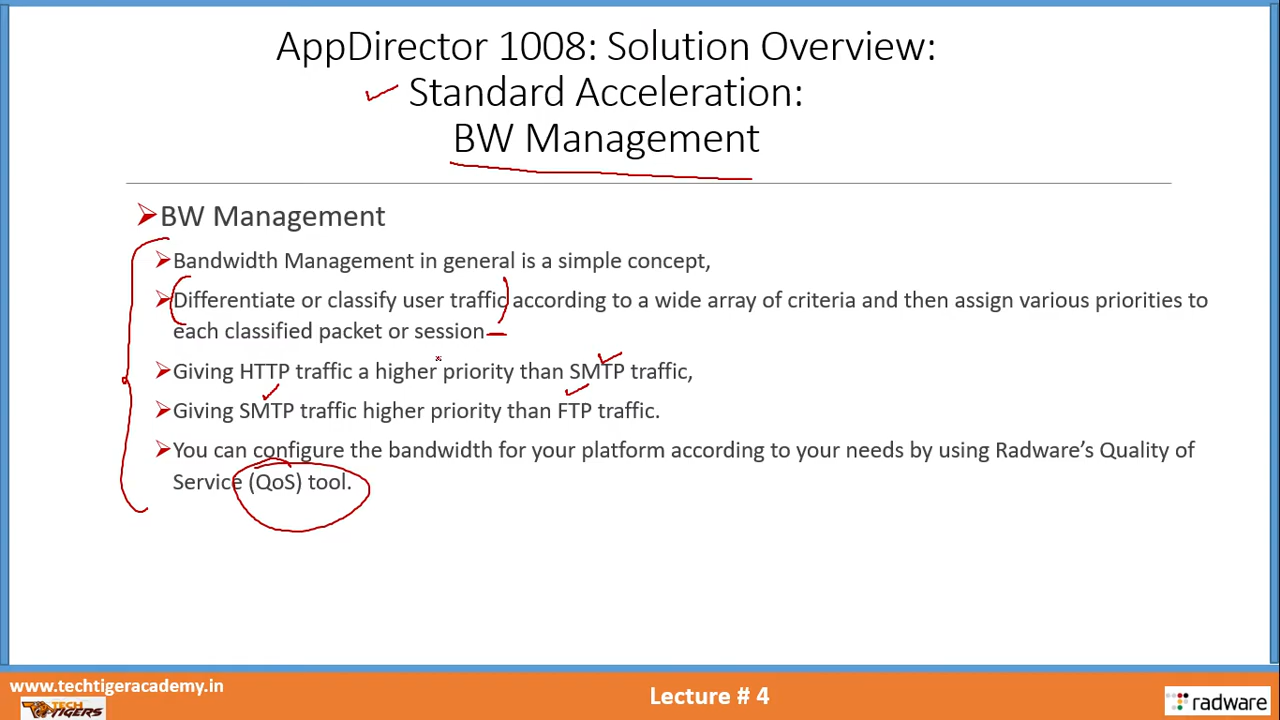 AppDirector 1008: Solution Overview:
Standard Acceleration:
BW Management
BW Management
Bandwidth Management in general is a simple concept,
Differentiate or classify user traffic according to a wide array of criteria and then assign various priorities to
each classified packet or session
Giving HTTP traffic a higher priority than SMTP traffic,
Giving SMTP traffic higher priority than FTP traffic.
You can configure the bandwidth for your platform according to your needs by using Radware's Quality of
Service (QoS) tool.
www.techtigeracademy.in
TECH
TIGERS
Lecture # 4
radware